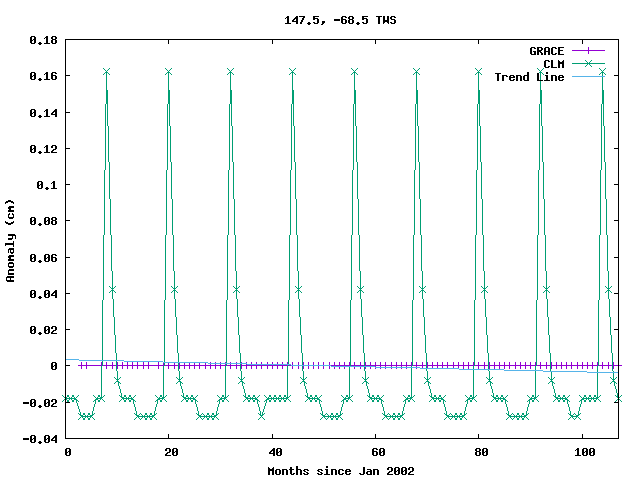 147.5, -68.5 TWS
GRACE
CLM
Trend Line
0.18
0.16
0.14
0.12
0.1
0.08
0.06
0.04
0.02
0
-0.02
-0.04
Anomaly (cm)
0 20 40 60 80 100
Months since Jan 2002